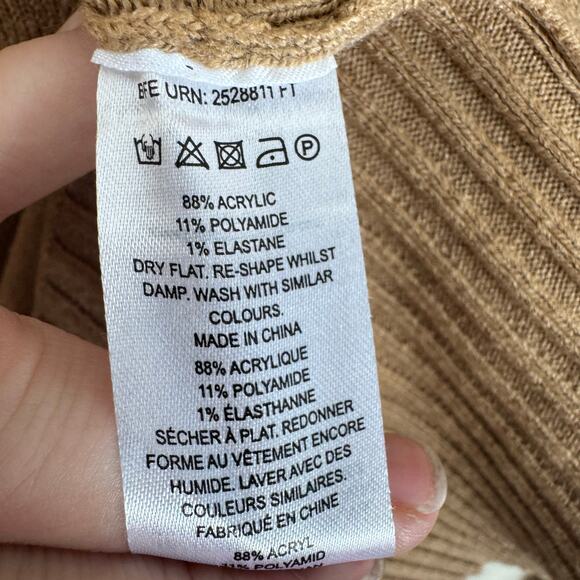 BFE URN: 2528811 FT
P
88% ACRYLIC
11% POLYAMIDE
1% ELASTANE
DRY FLAT. RE-SHAPE WHILST
DAMP. WASH WITH SIMILAR
COLOURS.
MADE IN CHINA
88% ACRYLIQUE
11% POLYAMIDE
1% ÉLASTHANNE
SÉCHER À PLAT. REDONNER
FORME AU VÊTEMENT ENCORE
HUMIDE. LAVER AVEC DES
COULEURS SIMILAIRES.
FABRIQUÉ EN CHINE
88% ACRYL
11% POLYAMID